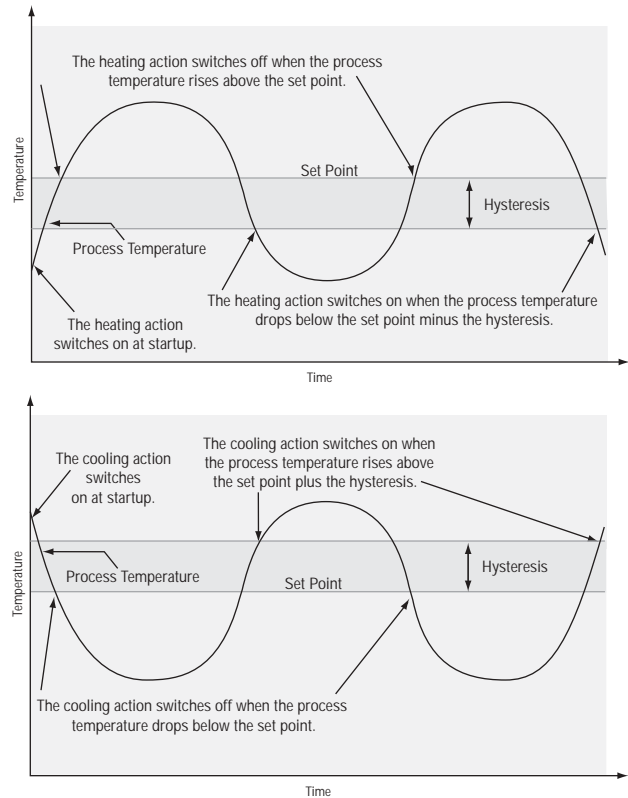 The heating action switches off when the process
temperature rises above the set point.
Temperature
Set Point
Hysteresis
Process Temperature
The heating action switches on when the process temperature
drops below the set point minus the hysteresis.
The heating action
switches on at startup.
Time
The cooling action switches on when
the process temperature rises above
the set point plus the hysteresis.
The cooling action
switches
on at startup.
Temperature
Hysteresis
Process Temperature
Set Point
The cooling action switches off when the process
temperature drops below the set point.
Time